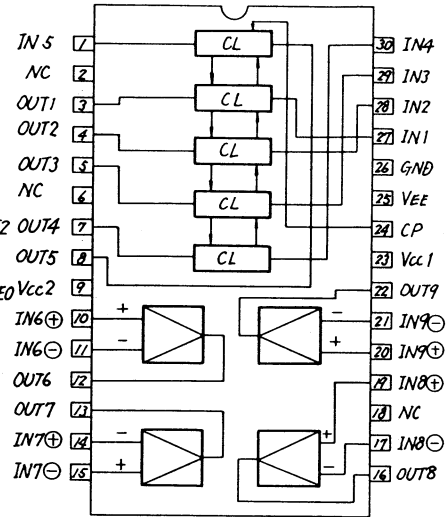 IN5 1 CL 30 IN4
NC 2 29 IN3
OUT1 3 CL 28 IN2
OUT2 4 CL 27 IN1
OUT3 5 26 GND
NC 6 CL 25 VEE
2 OUT4 7 24 CP
OUT5 8 CL 23 Vcc1
EO Vcc2 9 22 OUT9
IN6⊕ 10 + - 21 IN9⊖
IN6⊖ 11 - + 20 IN9⊕
OUT6 12 19 IN8⊕
OUT7 13 18 NC
IN7⊕ 14 - + 17 IN8⊖
IN7⊖ 15 + - 16 OUT8